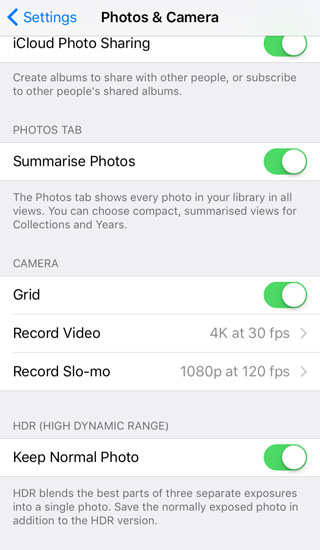 Settings
Photos & Camera
iCloud Photo Sharing
Create albums to share with other people, or subscribe
to other people's shared albums.
PHOTOS TAB
Summarise Photos
The Photos tab shows every photo in your library in all
views. You can choose compact, summarised views for
Collections and Years.
CAMERA
Grid
Record Video 4K at 30 fps
Record Slo-mo 1080p at 120 fps
HDR (HIGH DYNAMIC RANGE)
Keep Normal Photo
HDR blends the best parts of three separate exposures
into a single photo. Save the normally exposed photo in
addition to the HDR version.